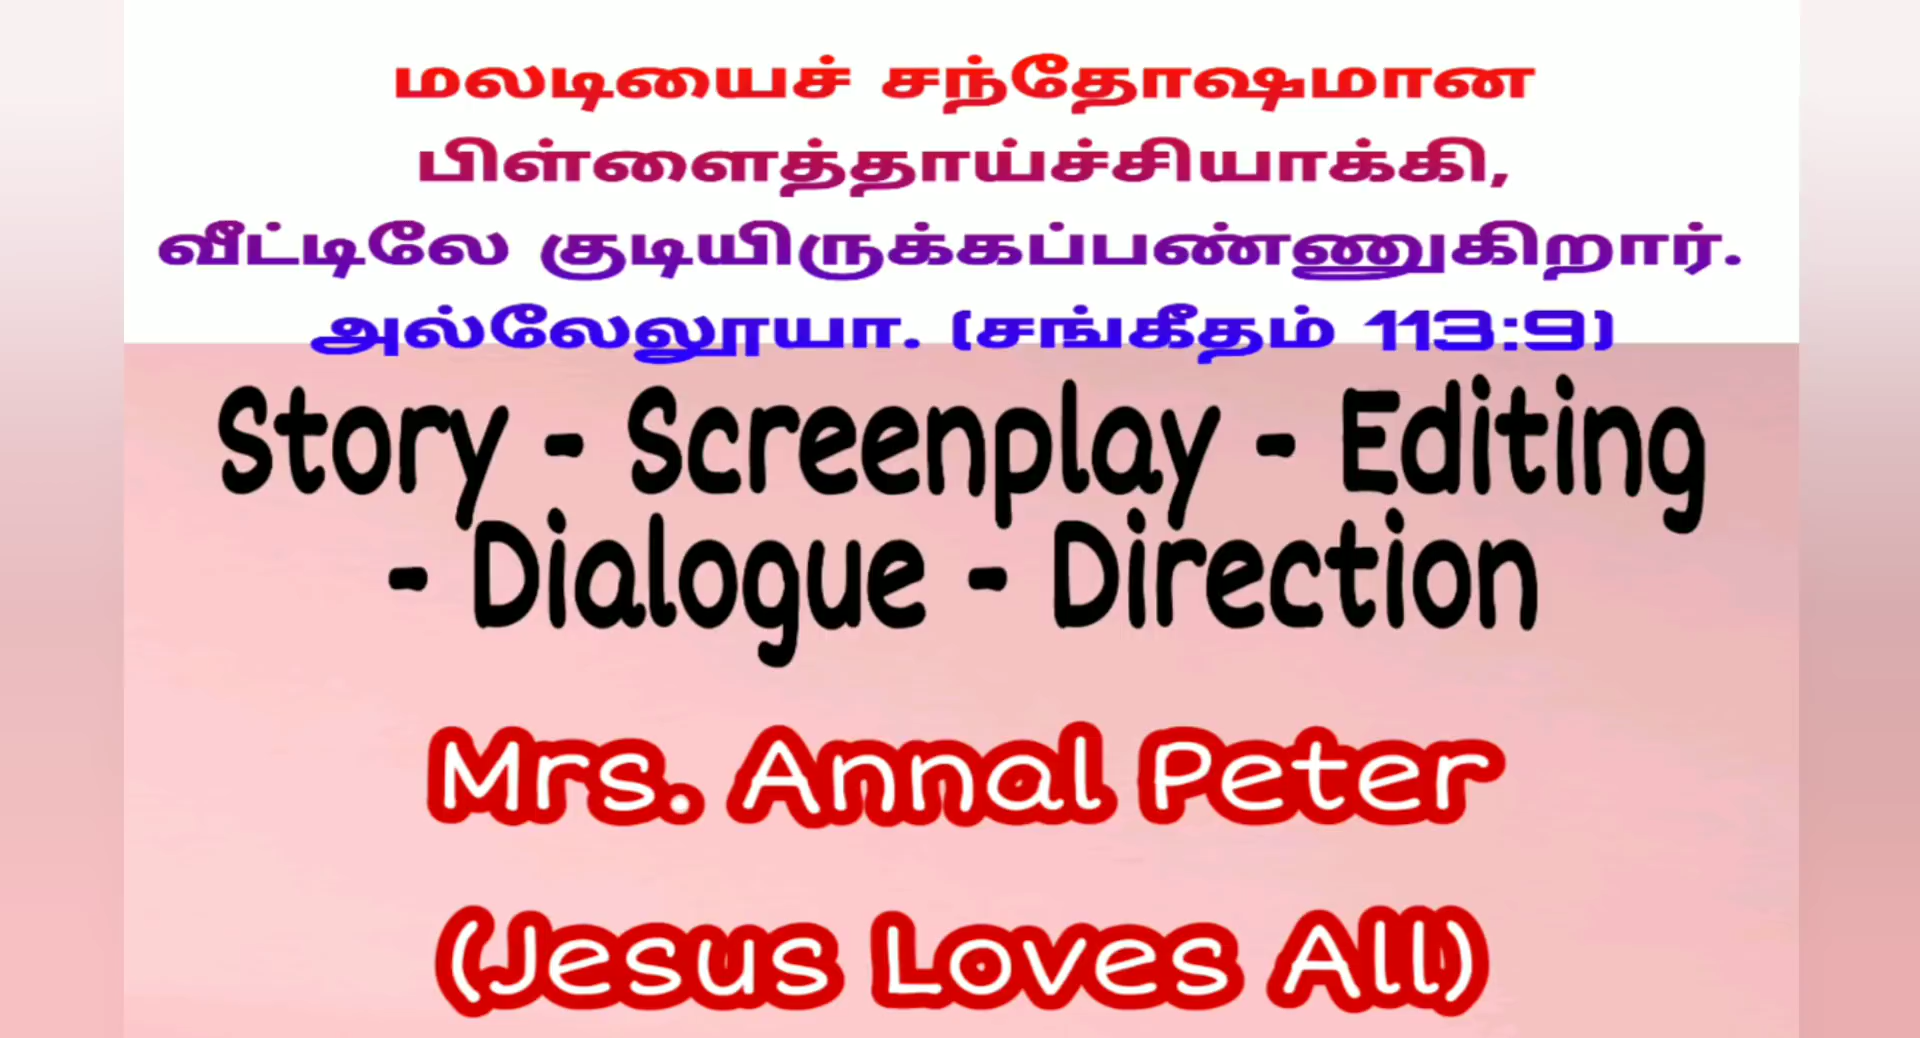 மலடியைச் சந்தோஷமான
பிள்ளைத்தாய்ச்சியாக்கி,
வீட்டிலே குடியிருக்கப்பண்ணுகிறார்.
அல்லேலூயா. (சங்கீதம் 113:9)
Story - Screenplay - Editing
- Dialogue - Direction
Mrs. Annal Peter
(Jesus Loves All)